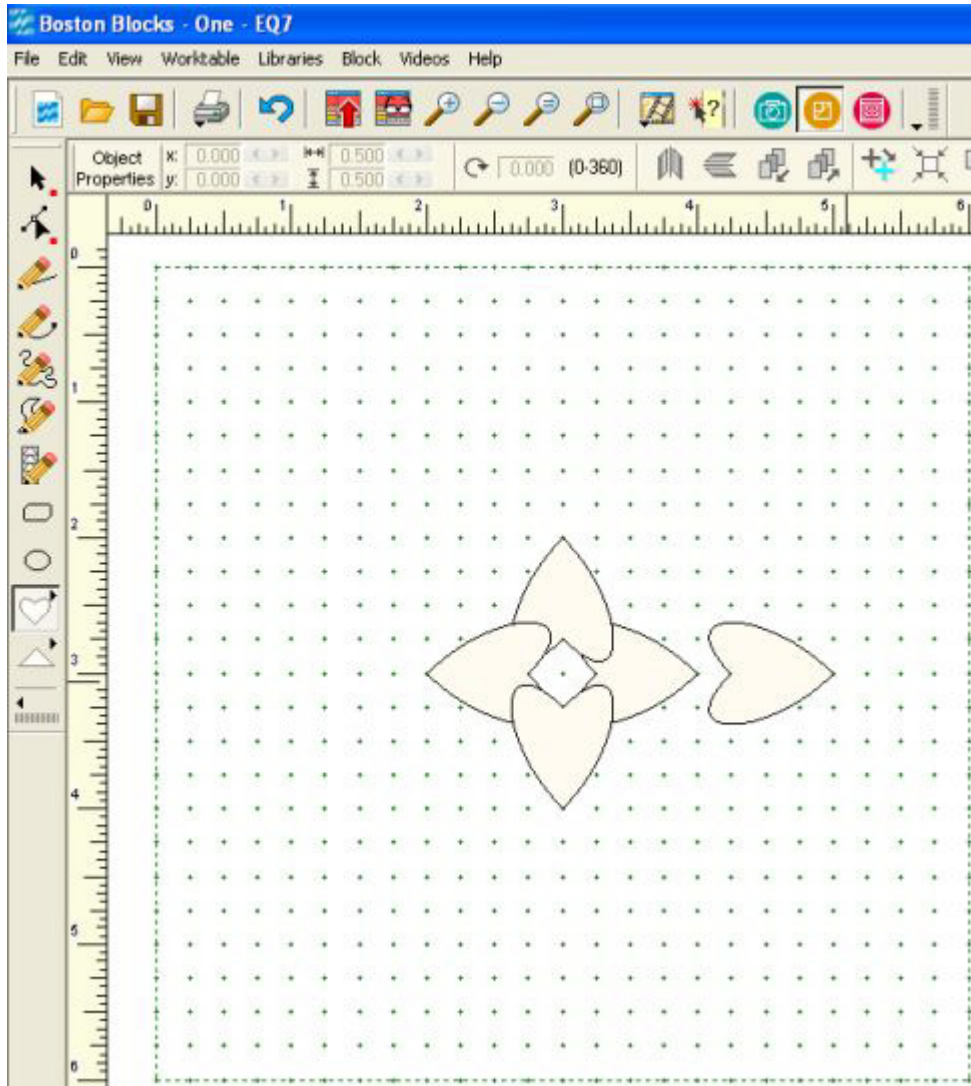 Boston Blocks - One - EQ7
File Edit View Worktable Libraries Block Videos Help
Object Properties x: 0.000 0.500 0.000 (0-360)
y: 0.000 0.500
0 1 2 3 4 5 6
0
1
2
3
4
5
6